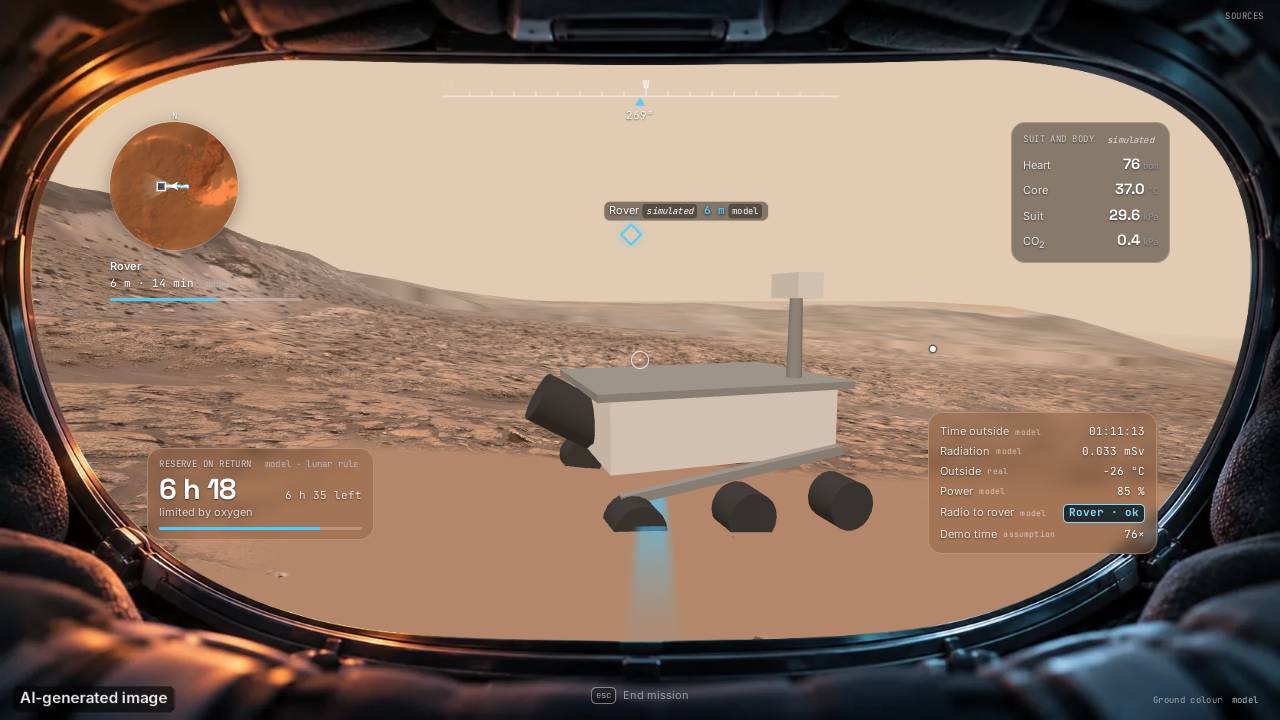 SOURCES
N
269°
SUIT AND BODY simulated
Heart 76 bpm
Core 37.0 °C
Suit 29.6 kPa
CO2 0.4 kPa
Rover simulated 6 m model
Rover
6 m · 14 min
RESERVE ON RETURN model · lunar rule
6 h 18 6 h 35 left
limited by oxygen
Time outside model 01:11:13
Radiation model 0.033 mSv
Outside real -26 °C
Power model 85 %
Radio to rover model Rover · ok
Demo time assumption 76×
AI-generated image
esc End mission
Ground colour model